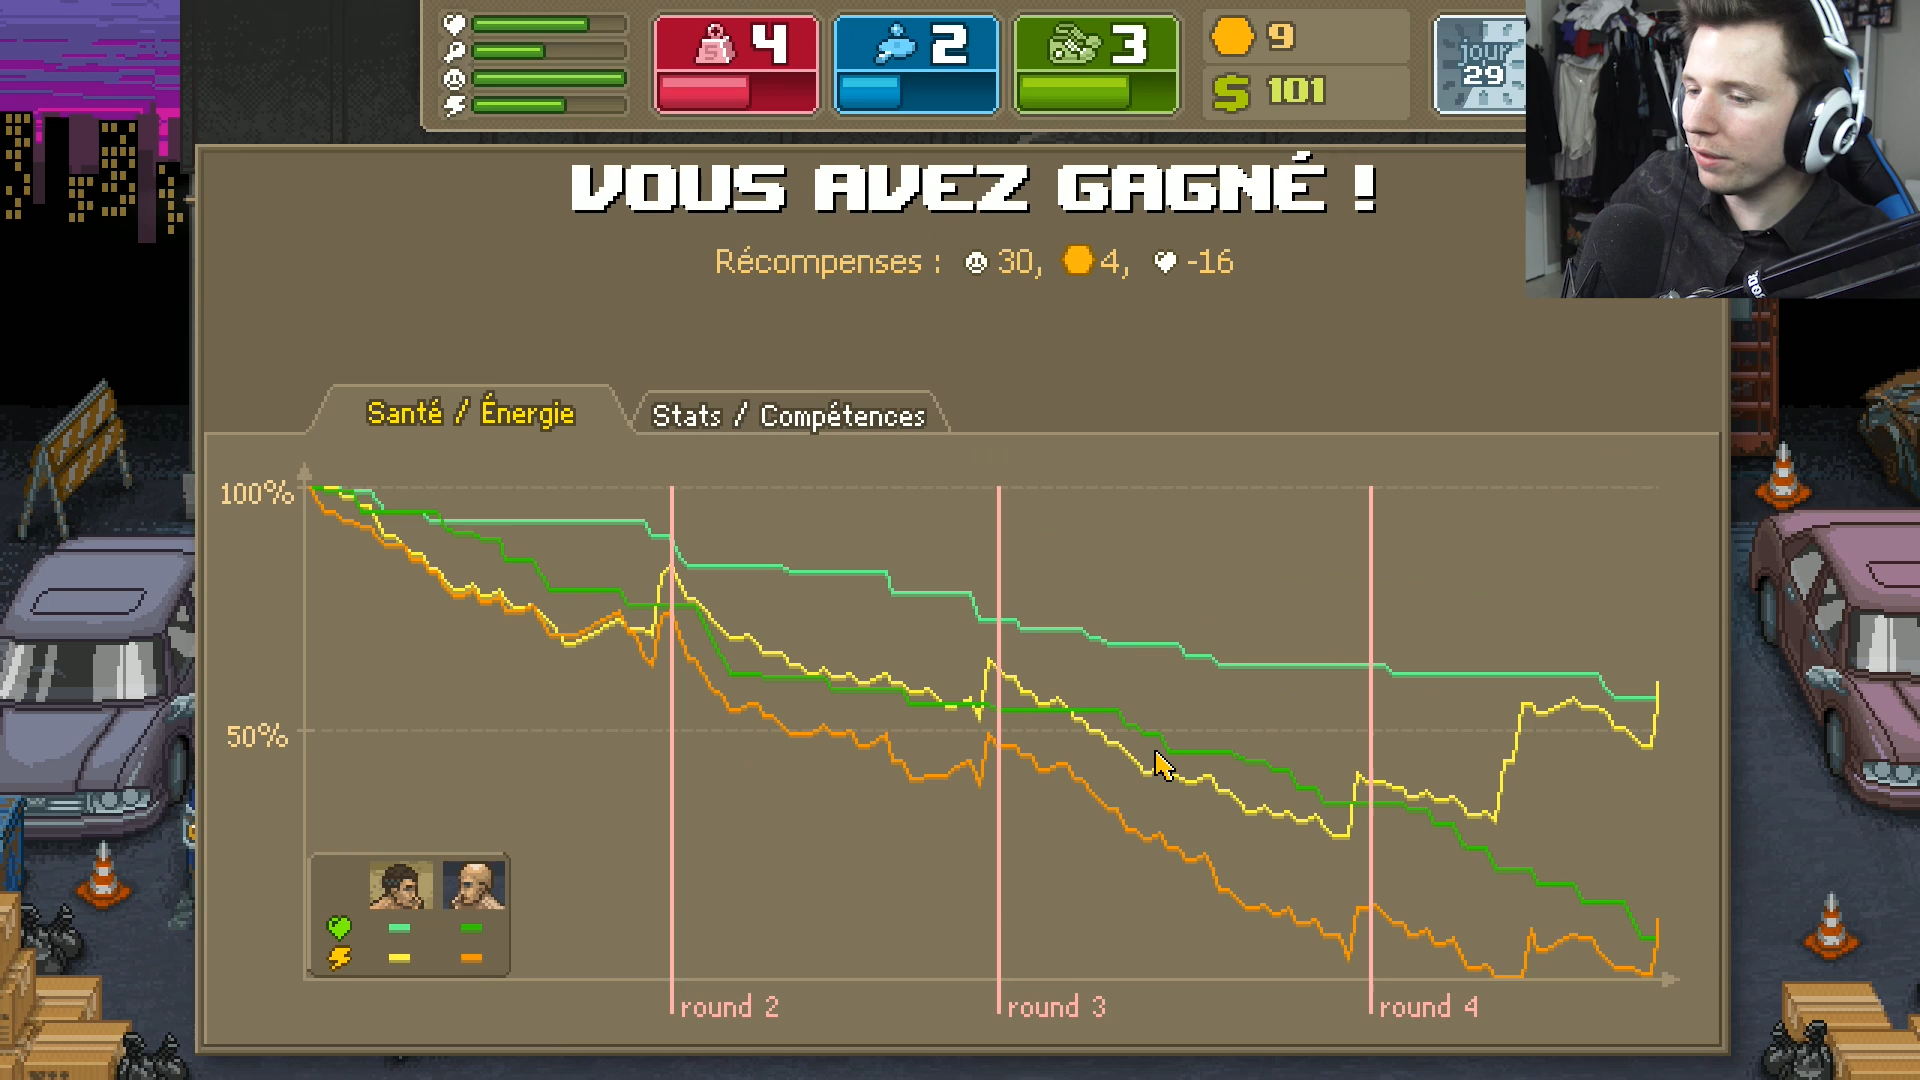 4
2
3
9
101
jour
29
VOUS AVEZ GAGNÉ !
Récompenses : 30, 4, -16
Santé / Énergie
Stats / Compétences
100%
50%
round 2
round 3
round 4